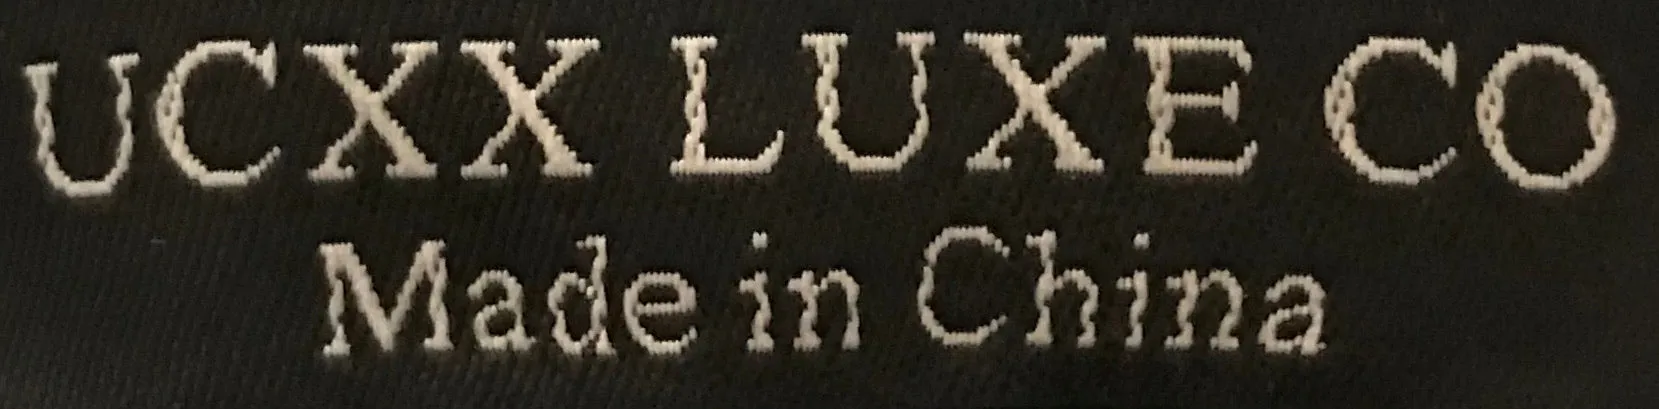 UCXX LUXE CO
Made in China